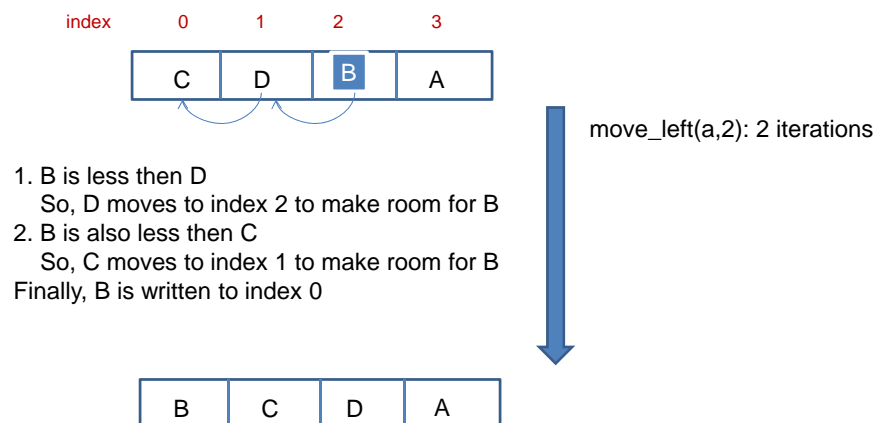 index 0 1 2 3
C D B A
move_left(a,2): 2 iterations
1. B is less then D
So, D moves to index 2 to make room for B
2. B is also less then C
So, C moves to index 1 to make room for B
Finally, B is written to index 0
B C D A